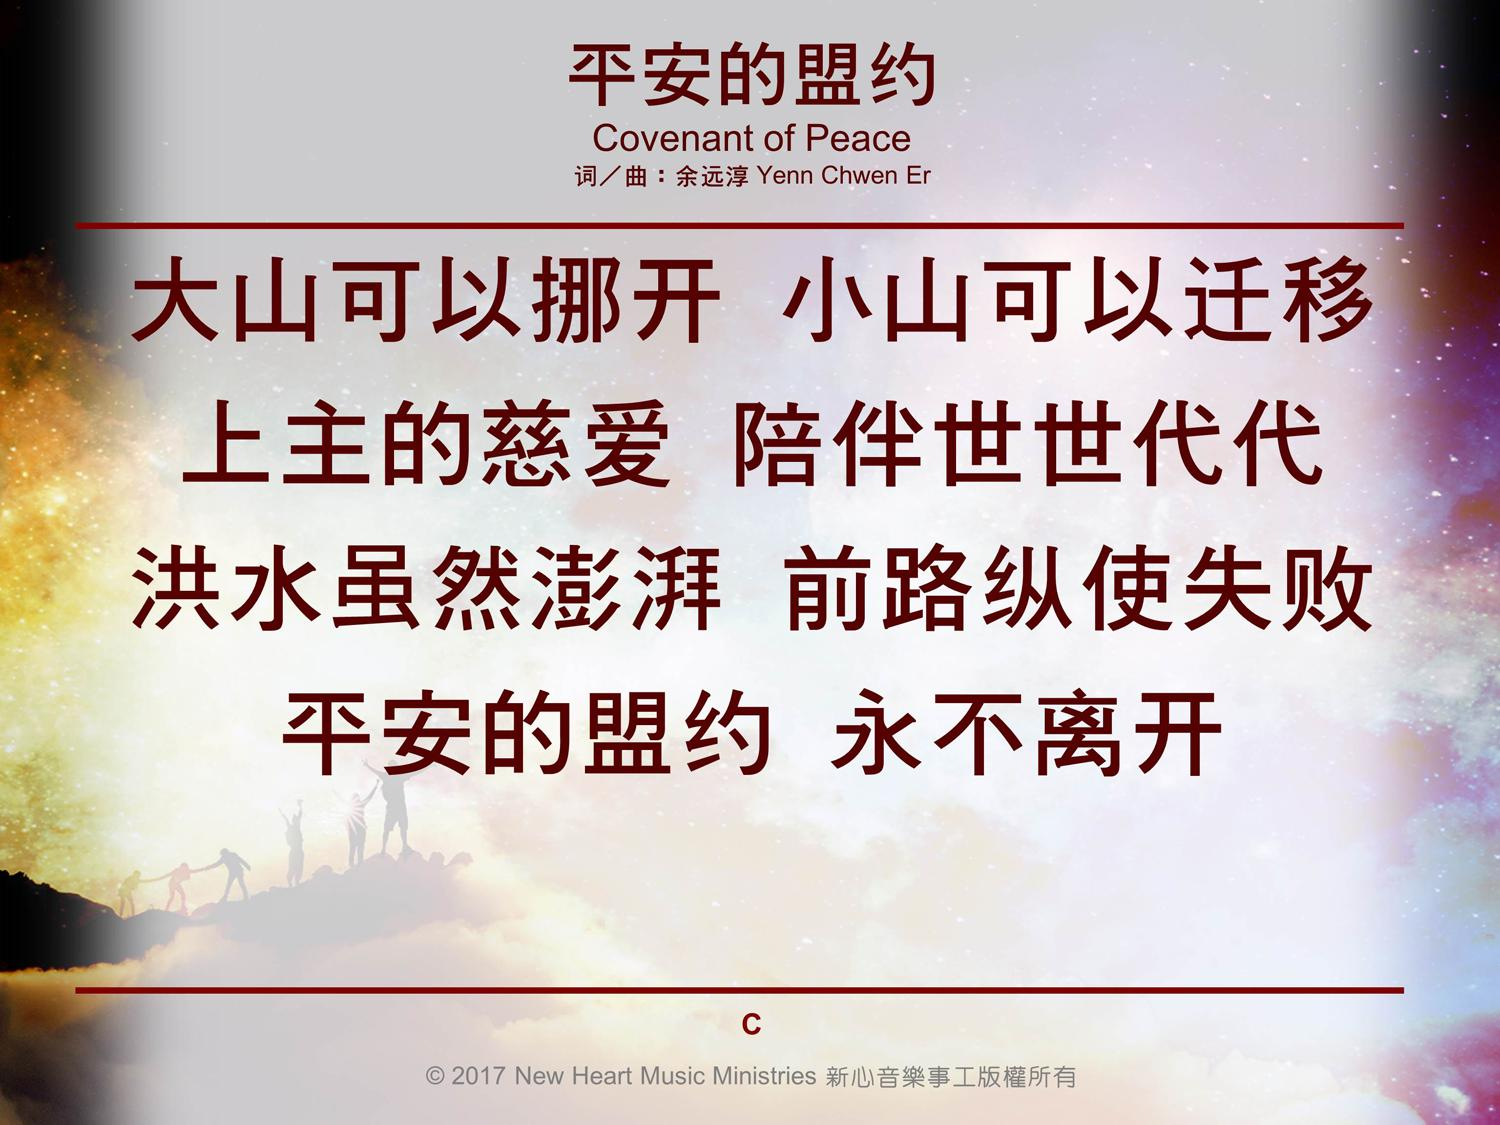 平安的盟约
Covenant of Peace
词／曲：余远淳 Yenn Chwen Er
大山可以挪开 小山可以迁移
上主的慈爱 陪伴世世代代
洪水虽然澎湃 前路纵使失败
平安的盟约 永不离开
C
© 2017 New Heart Music Ministries 新心音樂事工版權所有